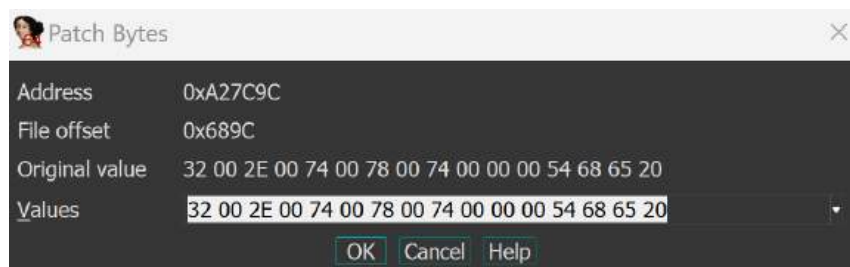 Patch Bytes
Address 0xA27C9C
File offset 0x689C
Original value 32 00 2E 00 74 00 78 00 74 00 00 00 54 68 65 20
Values 32 00 2E 00 74 00 78 00 74 00 00 00 54 68 65 20
OK Cancel Help